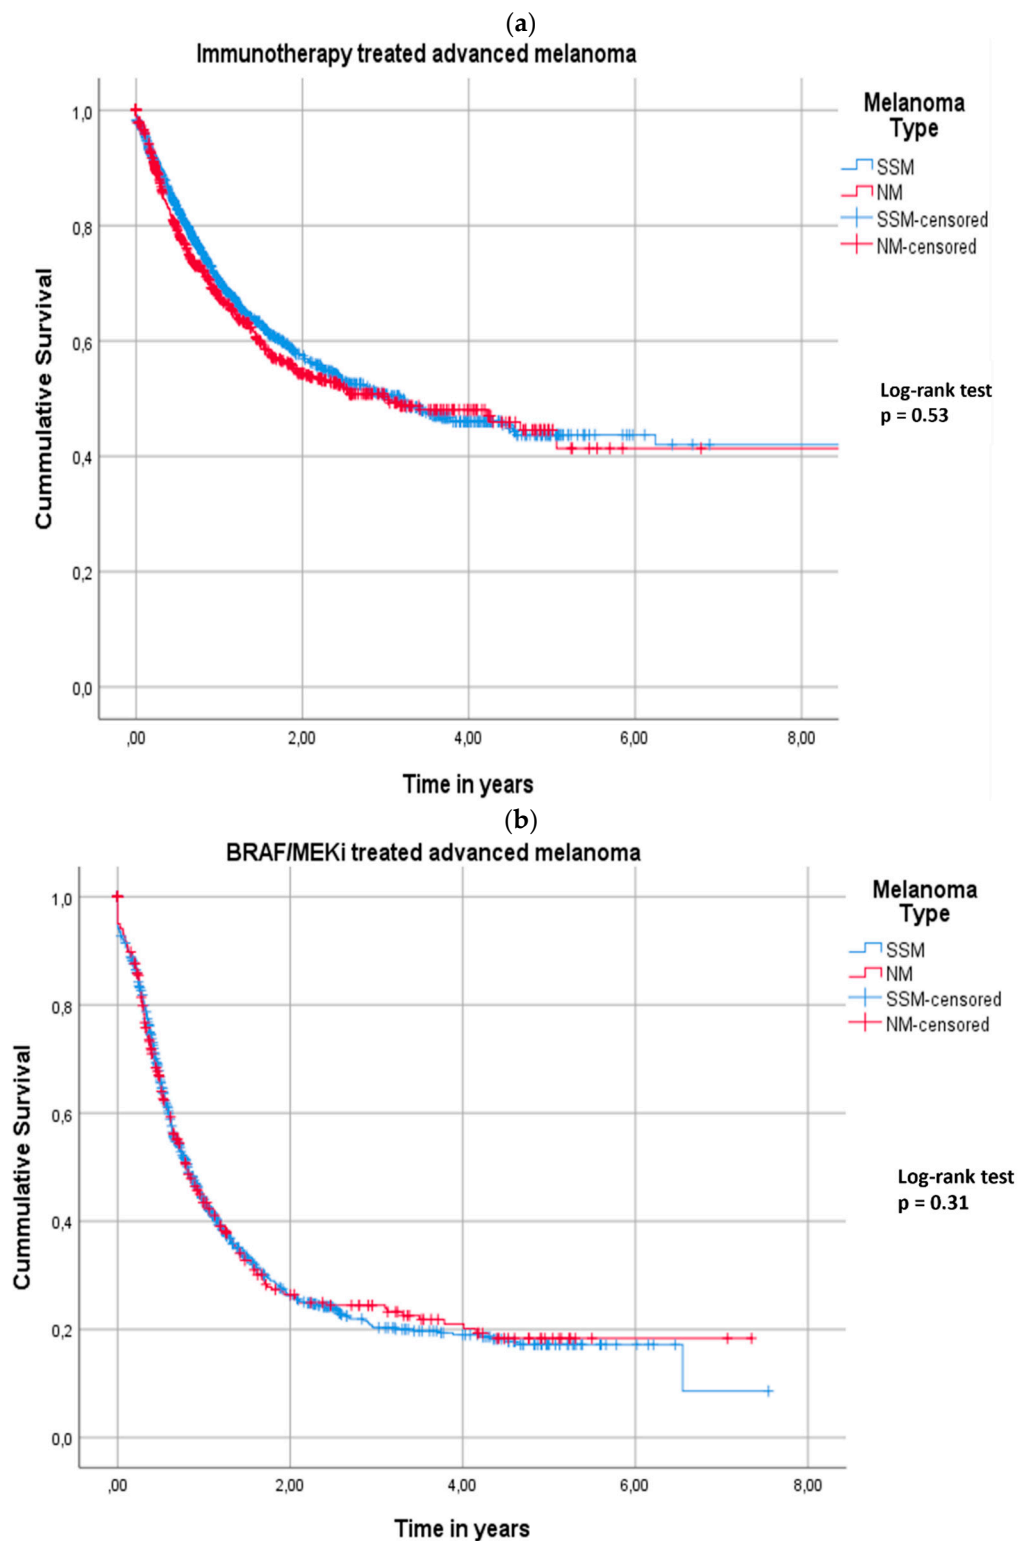 (a)
Immunotherapy treated advanced melanoma
Cummulative Survival
1,0
0,8
0,6
0,4
0,2
0,0
,00
2,00
4,00
6,00
8,00
Time in years
Melanoma
Type
SSM
NM
SSM-censored
NM-censored
Log-rank test
p = 0.53
(b)
BRAF/MEKi treated advanced melanoma
Cummulative Survival
1,0
0,8
0,6
0,4
0,2
0,0
,00
2,00
4,00
6,00
8,00
Time in years
Melanoma
Type
SSM
NM
SSM-censored
NM-censored
Log-rank test
p = 0.31